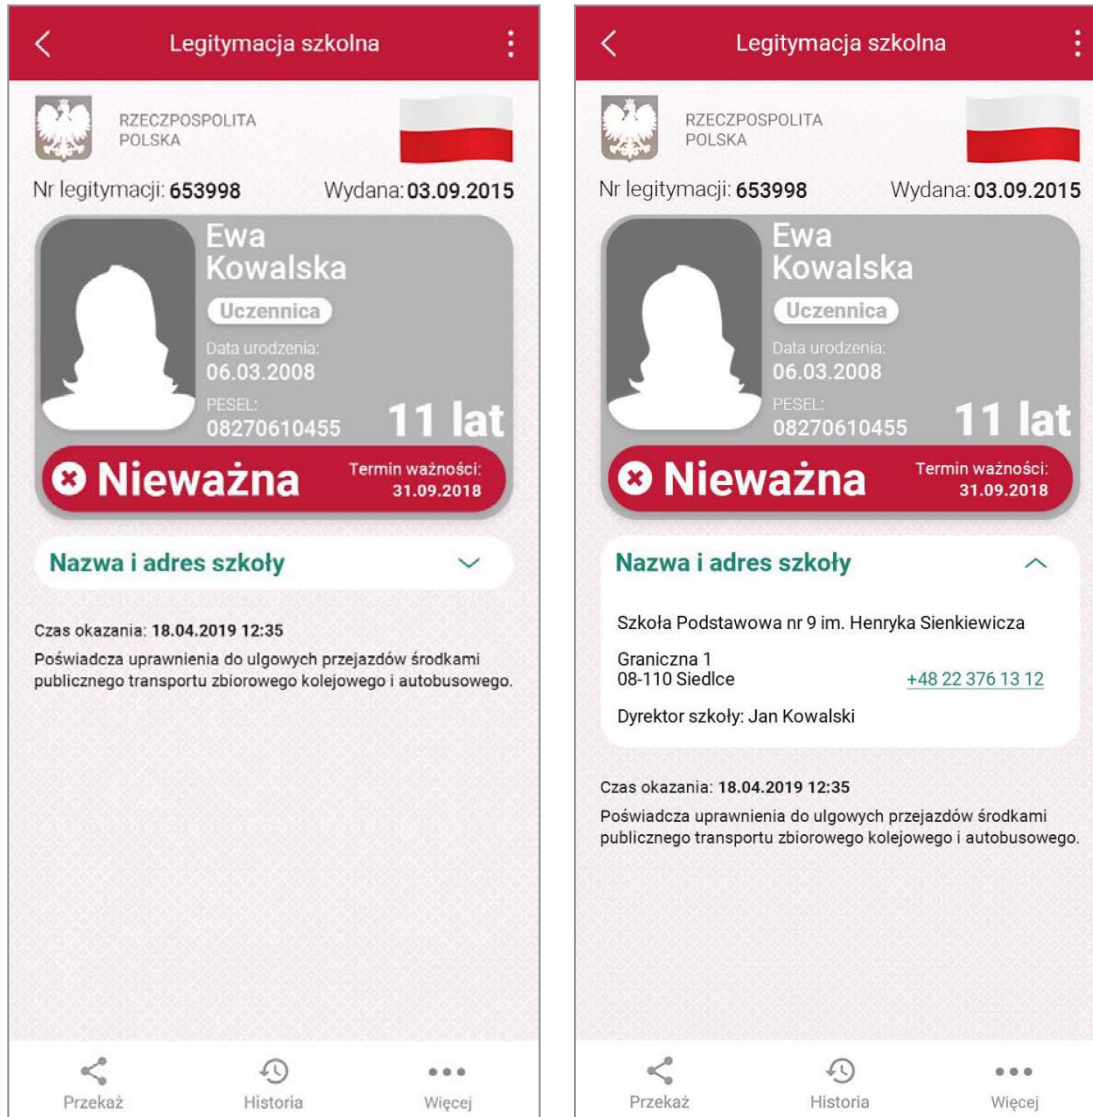 Legitymacja szkolna
RZECZPOSPOLITA
POLSKA
Nr legitymacji: 653998 Wydana: 03.09.2015
Ewa
Kowalska
Uczennica
Data urodzenia:
06.03.2008
PESEL:
08270610455
11 lat
Nieważna
Termin ważności:
31.09.2018
Nazwa i adres szkoły
Czas okazania: 18.04.2019 12:35
Poświadcza uprawnienia do ulgowych przejazdów środkami
publicznego transportu zbiorowego kolejowego i autobusowego.
Przekaż
Historia
Więcej
Legitymacja szkolna
RZECZPOSPOLITA
POLSKA
Nr legitymacji: 653998 Wydana: 03.09.2015
Ewa
Kowalska
Uczennica
Data urodzenia:
06.03.2008
PESEL:
08270610455
11 lat
Nieważna
Termin ważności:
31.09.2018
Nazwa i adres szkoły
Szkoła Podstawowa nr 9 im. Henryka Sienkiewicza
Graniczna 1
08-110 Siedlce +48 22 376 13 12
Dyrektor szkoły: Jan Kowalski
Czas okazania: 18.04.2019 12:35
Poświadcza uprawnienia do ulgowych przejazdów środkami
publicznego transportu zbiorowego kolejowego i autobusowego.
Przekaż
Historia
Więcej